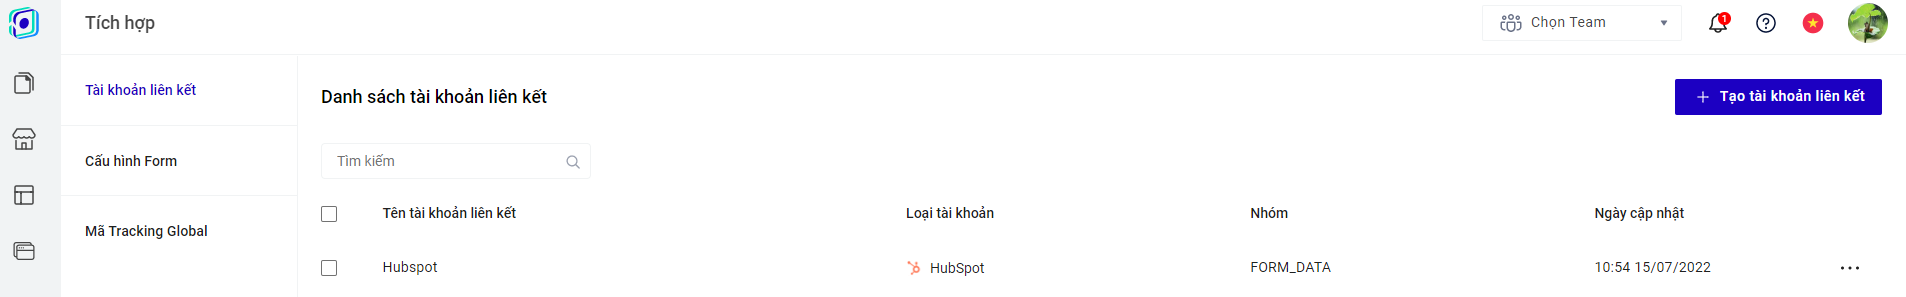 Tích hợp
Chọn Team
1
Tài khoản liên kết
Cấu hình Form
Mã Tracking Global
Danh sách tài khoản liên kết
Tạo tài khoản liên kết
Tìm kiếm
Tên tài khoản liên kết Loại tài khoản Nhóm Ngày cập nhật
Hubspot HubSpot FORM_DATA 10:54 15/07/2022